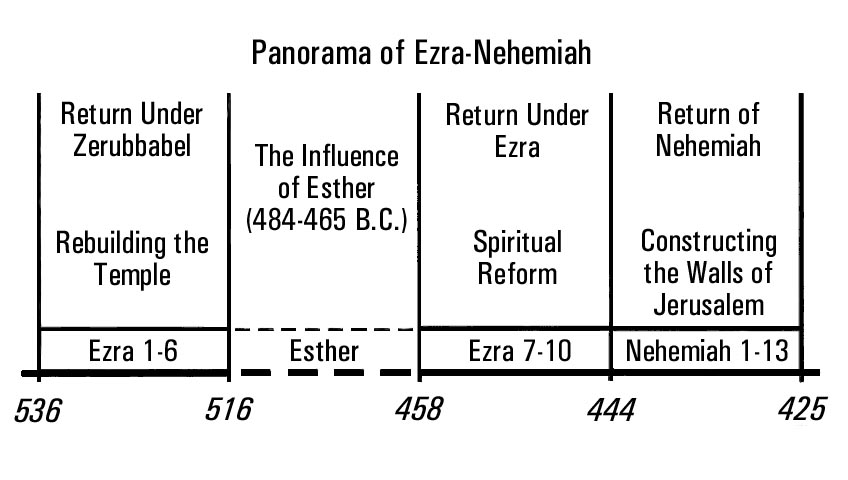 Panorama of Ezra-Nehemiah
Return Under
Zerubbabel
Rebuilding the
Temple
Ezra 1-6
The Influence
of Esther
(484-465 B.C.)
Esther
Return Under
Ezra
Spiritual
Reform
Ezra 7-10
Return of
Nehemiah
Constructing
the Walls of
Jerusalem
Nehemiah 1-13
536
516
458
444
425